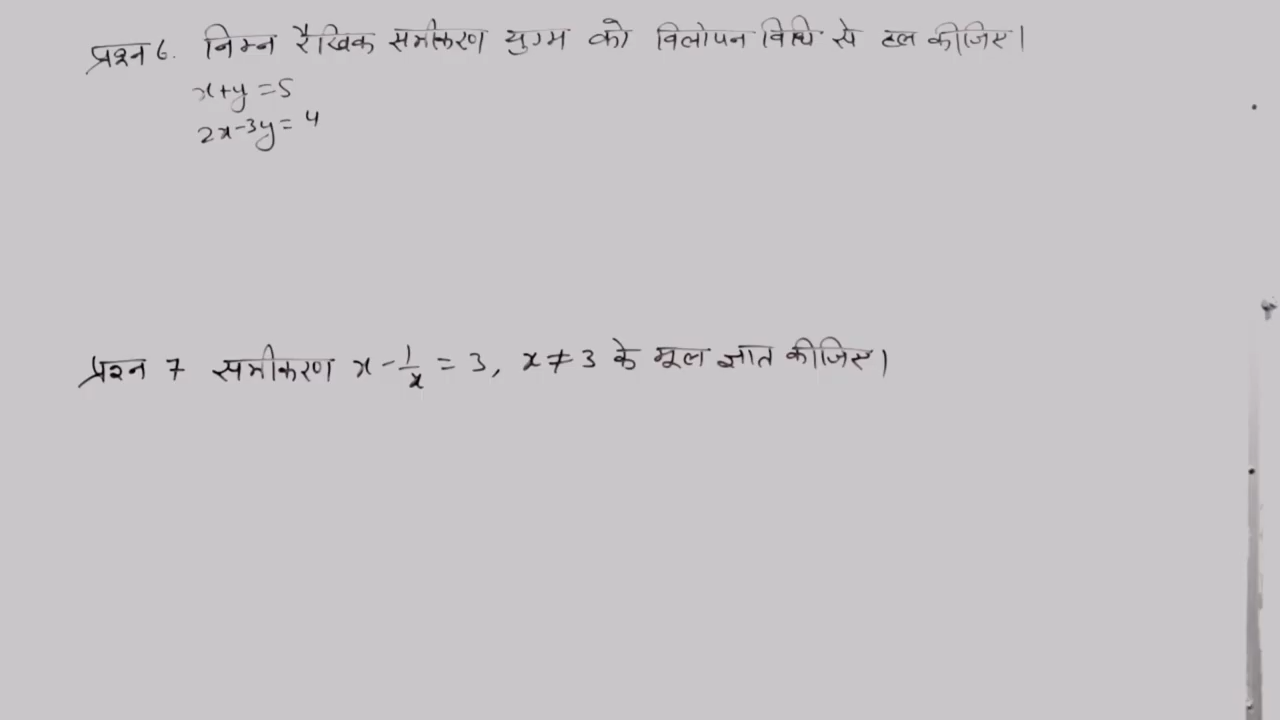 प्रश्न 6. निम्न रैखिक समीकरण युग्म को विलोपन विधि से हल कीजिए।
x+y=5
2x-3y=4
प्रश्न 7 समीकरण x - 1/x = 3, x ≠ 3 के मूल ज्ञात कीजिए।